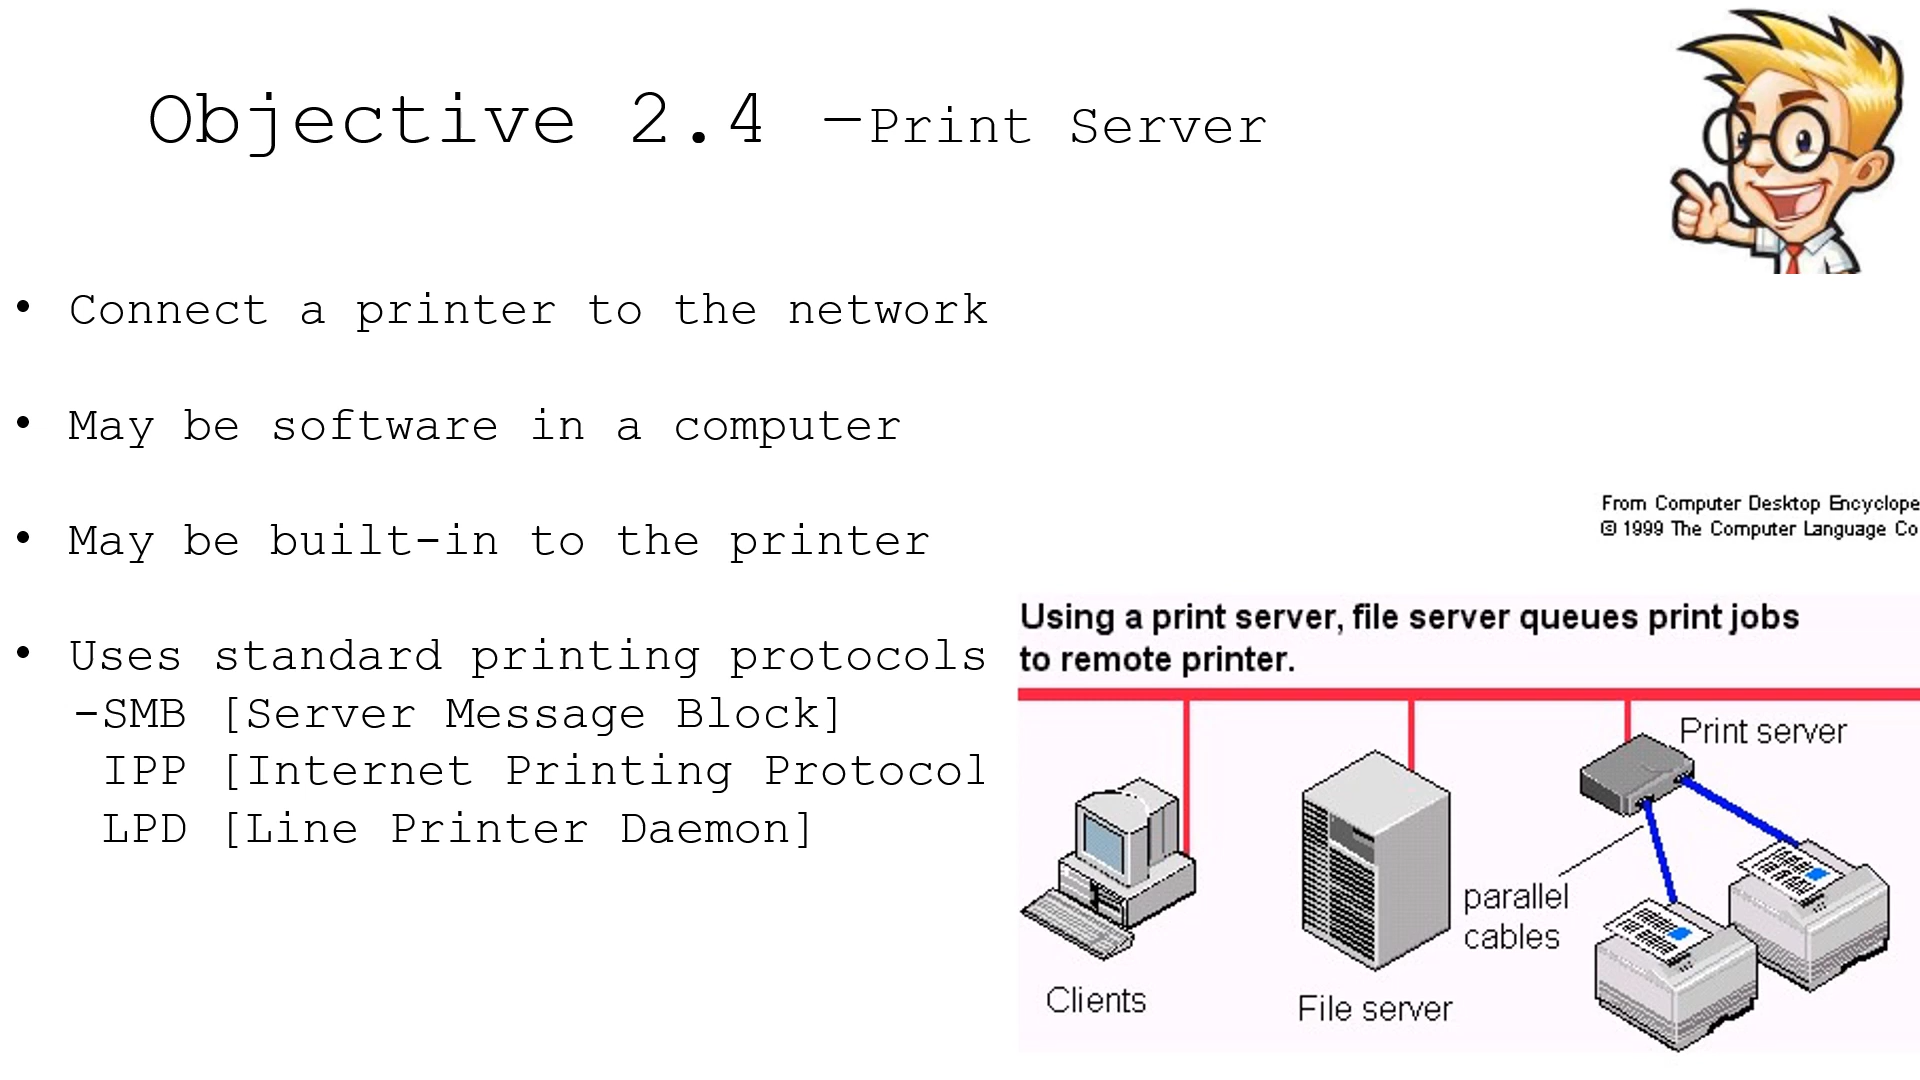 Objective 2.4 –Print Server
• Connect a printer to the network
• May be software in a computer
• May be built-in to the printer
• Uses standard printing protocols
-SMB [Server Message Block]
IPP [Internet Printing Protocol
LPD [Line Printer Daemon]
From Computer Desktop Encyclope
© 1999 The Computer Language Co
Using a print server, file server queues print jobs
to remote printer.
Print server
parallel
cables
Clients
File server